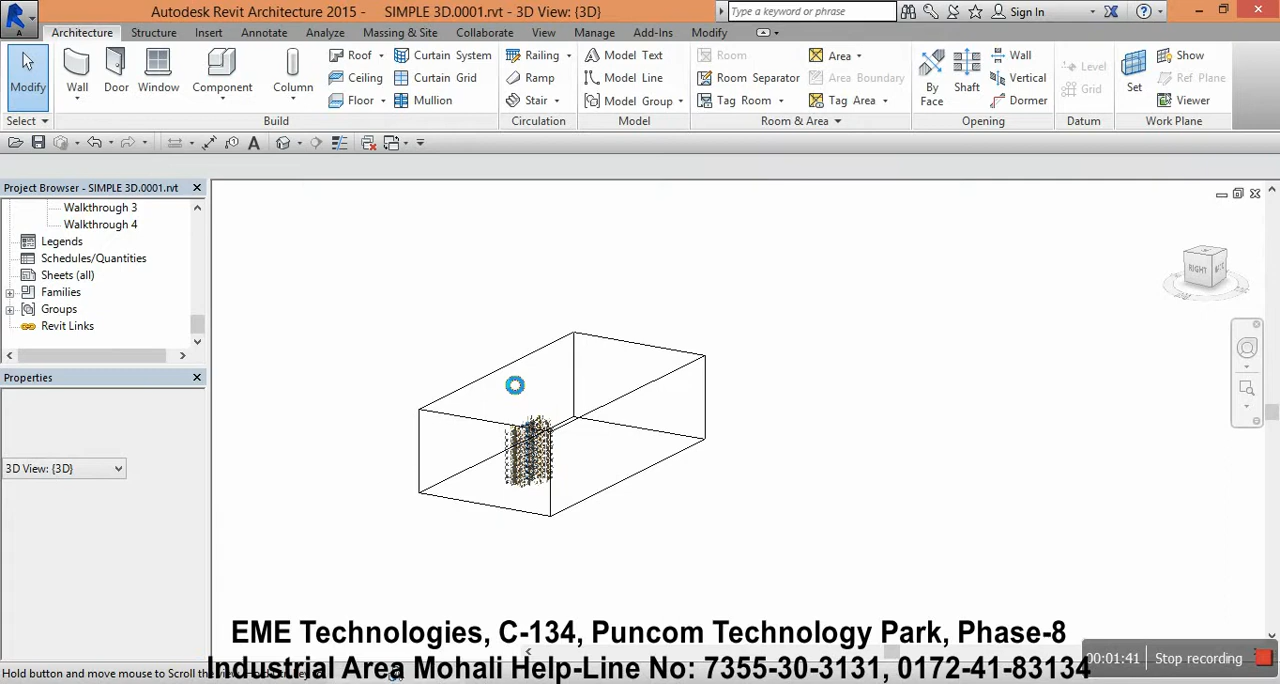 Autodesk Revit Architecture 2015 - SIMPLE 3D.0001.rvt - 3D View: {3D}
Type a keyword or phrase
Sign In
Architecture Structure Insert Annotate Analyze Massing & Site Collaborate View Manage Add-Ins Modify
Modify Wall Door Window Component Column
Roof Curtain System Railing Model Text Room Area Wall Level Show
Ceiling Curtain Grid Ramp Model Line Room Separator Area Boundary By Face Shaft Vertical Grid Set Ref Plane
Floor Mullion Stair Model Group Tag Room Tag Area Dormer Viewer
Select Build Circulation Model Room & Area Opening Datum Work Plane
Project Browser - SIMPLE 3D.0001.rvt
Walkthrough 3
Walkthrough 4
Legends
Schedules/Quantities
Sheets (all)
Families
Groups
Revit Links
Properties
3D View: {3D}
RIGHT
EME Technologies, C-134, Puncom Technology Park, Phase-8
Industrial Area Mohali Help-Line No: 7355-30-3131, 0172-41-83134
Hold button and move mouse to Scroll the
00:01:41 Stop recording